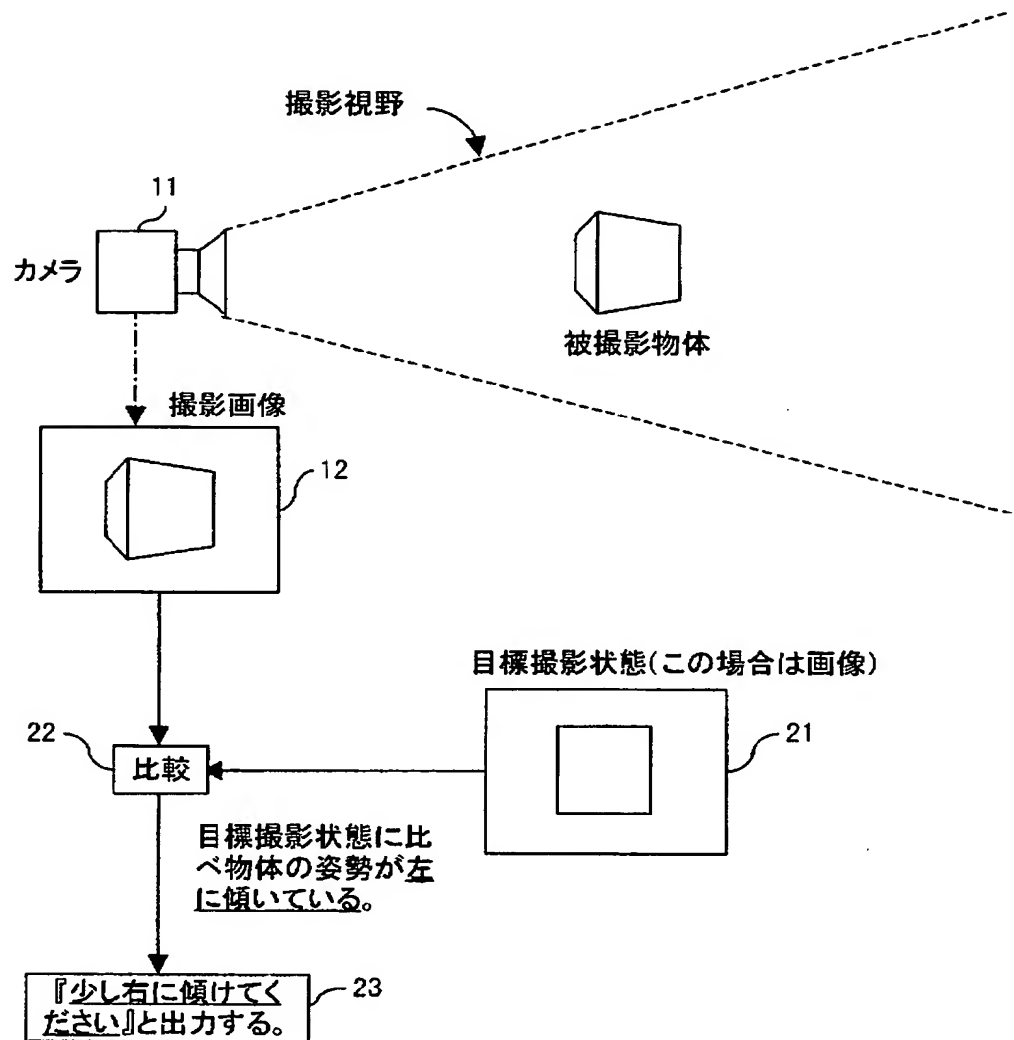 撮影視野
11
カメラ
被撮影物体
撮影画像
12
目標撮影状態(この場合は画像)
22
比較
21
目標撮影状態に比
べ物体の姿勢が左
に傾いている。
『少し右に傾けてく
ださい』と出力する。
23